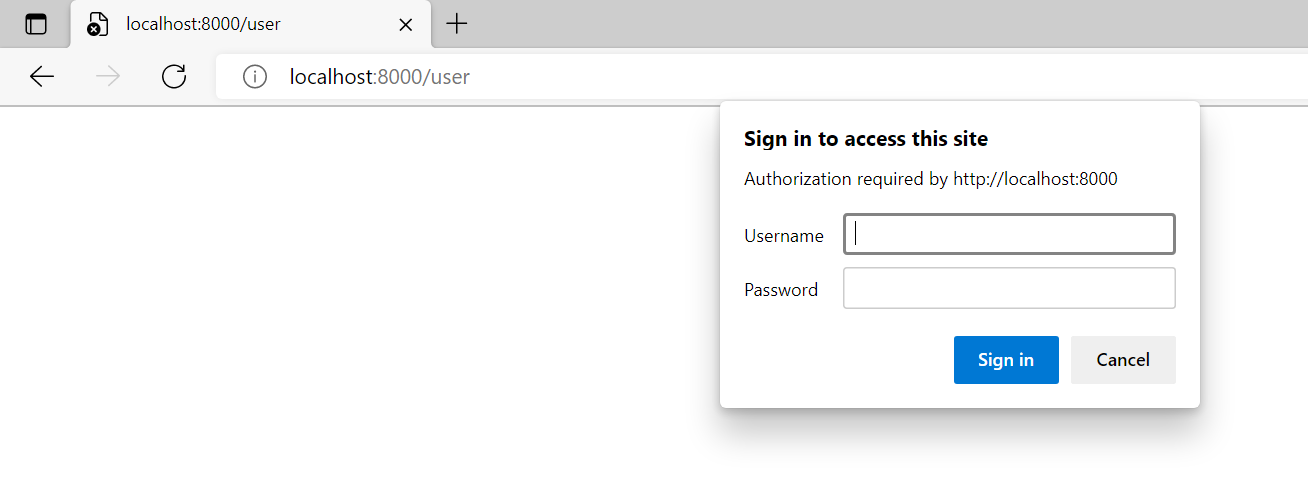 localhost:8000/user
localhost:8000/user
Sign in to access this site
Authorization required by http://localhost:8000
Username
Password
Sign in Cancel